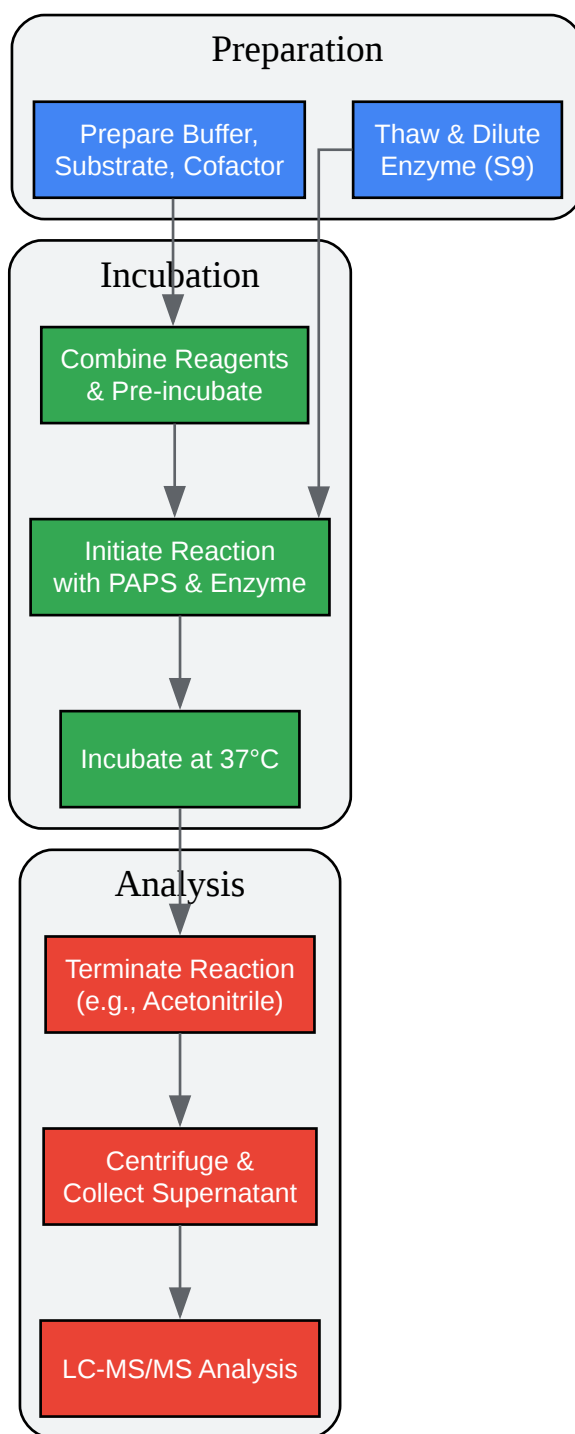 Preparation
Prepare Buffer,
Substrate, Cofactor
Thaw & Dilute
Enzyme (S9)
Incubation
Combine Reagents
& Pre-incubate
Initiate Reaction
with PAPS & Enzyme
Incubate at 37°C
Analysis
Terminate Reaction
(e.g., Acetonitrile)
Centrifuge &
Collect Supernatant
LC-MS/MS Analysis